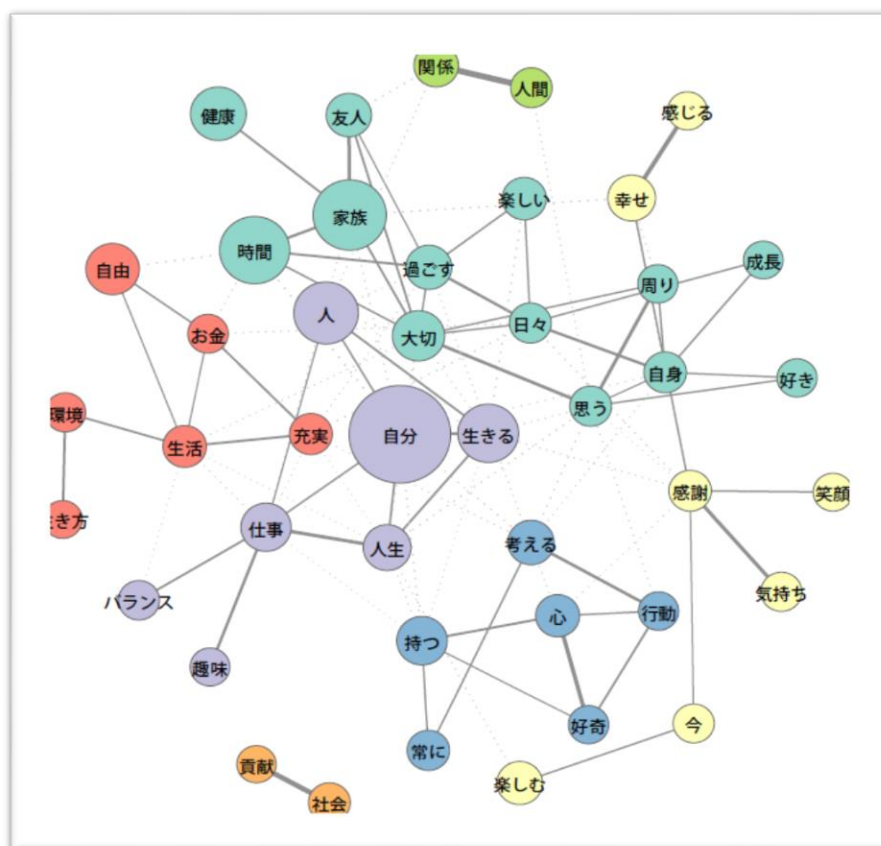 関係
人間
感じる
健康
友人
幸せ
楽しい
家族
時間
過ごす
成長
自由
周り
人
お金
大切
日々
自身
好き
思う
環境
充実
自分
生きる
生活
感謝
笑顔
き方
仕事
人生
考える
気持ち
バランス
心
行動
持つ
趣味
好奇
今
常に
貢献
楽しむ
社会